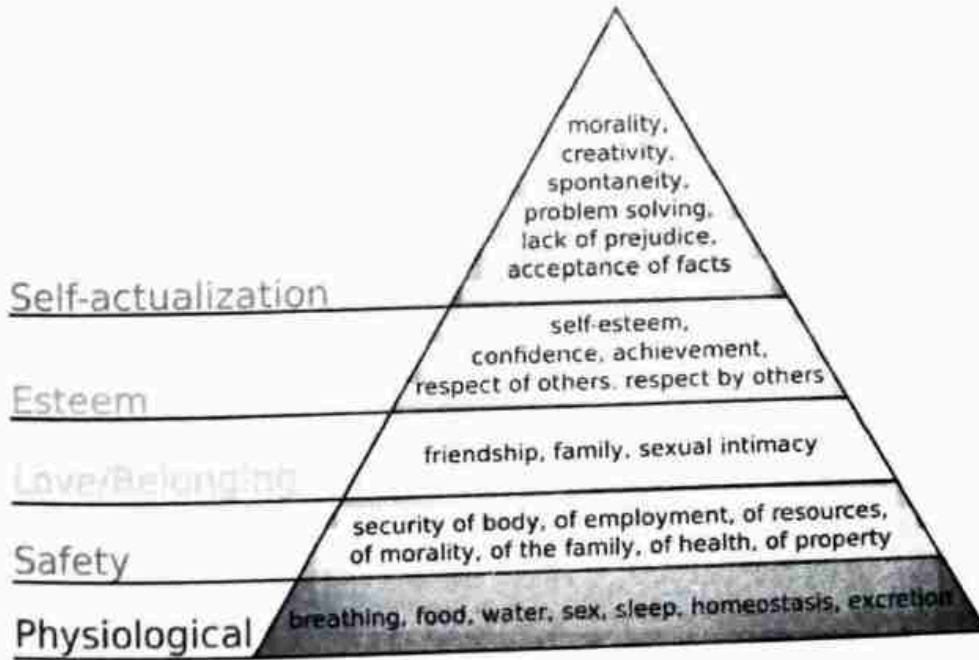 morality,
creativity,
spontaneity,
problem solving,
lack of prejudice,
acceptance of facts
Self-actualization
self-esteem,
confidence, achievement,
respect of others, respect by others
Esteem
friendship, family, sexual intimacy
Love/Belonging
security of body, of employment, of resources,
of morality, of the family, of health, of property
Safety
breathing, food, water, sex, sleep, homeostasis, excretion
Physiological